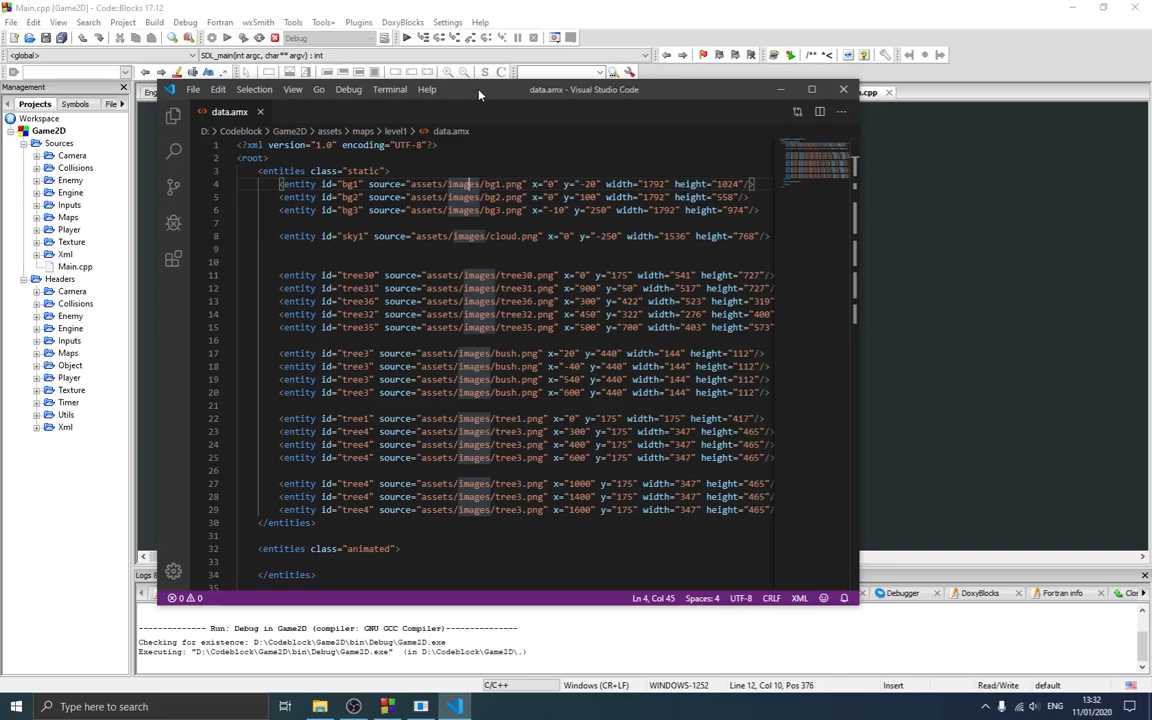 Main.cpp [Game2D] - Code::Blocks 17.12
File Edit View Search Project Build Debug Fortran wxSmith Tools Tools+ Plugins DoxyBlocks Settings Help
Debug
<global> SDL_main(int argc, char** argv) : int
/** *<
Management
Projects Symbols File
Workspace
Game2D
Sources
Camera
Collisions
Enemy
Engine
Inputs
Maps
Player
Texture
Xml
Main.cpp
Headers
Camera
Collisions
Enemy
Engine
Inputs
Maps
Object
Player
Texture
Timer
Utils
Xml
File Edit Selection View Go Debug Terminal Help data.amx - Visual Studio Code
data.amx
D: > Codeblock > Game2D > assets > maps > level1 > data.amx
1 <?xml version="1.0" encoding="UTF-8"?>
2 <root>
3 <entities class="static">
4 <entity id="bg1" source="assets/images/bg1.png" x="0" y="-20" width="1792" height="1024"/>
5 <entity id="bg2" source="assets/images/bg2.png" x="0" y="100" width="1792" height="558"/>
6 <entity id="bg3" source="assets/images/bg3.png" x="-10" y="250" width="1792" height="974"/>
7
8 <entity id="sky1" source="assets/images/cloud.png" x="0" y="-250" width="1536" height="768"/>
9
10
11 <entity id="tree30" source="assets/images/tree30.png" x="0" y="175" width="541" height="727"/>
12 <entity id="tree31" source="assets/images/tree31.png" x="900" y="50" width="517" height="727"/>
13 <entity id="tree36" source="assets/images/tree36.png" x="300" y="422" width="523" height="319"
14 <entity id="tree32" source="assets/images/tree32.png" x="450" y="322" width="276" height="400"
15 <entity id="tree35" source="assets/images/tree35.png" x="500" y="700" width="403" height="573"
16
17 <entity id="tree3" source="assets/images/bush.png" x="20" y="440" width="144" height="112"/>
18 <entity id="tree3" source="assets/images/bush.png" x="-40" y="440" width="144" height="112"/>
19 <entity id="tree3" source="assets/images/bush.png" x="540" y="440" width="144" height="112"/>
20 <entity id="tree3" source="assets/images/bush.png" x="600" y="440" width="144" height="112"/>
21
22 <entity id="tree1" source="assets/images/tree1.png" x="0" y="175" width="175" height="417"/>
23 <entity id="tree4" source="assets/images/tree3.png" x="300" y="175" width="347" height="465"/
24 <entity id="tree4" source="assets/images/tree3.png" x="400" y="175" width="347" height="465"/
25 <entity id="tree4" source="assets/images/tree3.png" x="600" y="175" width="347" height="465"/
26
27 <entity id="tree4" source="assets/images/tree3.png" x="1000" y="175" width="347" height="465"/
28 <entity id="tree4" source="assets/images/tree3.png" x="1400" y="175" width="347" height="465"/
29 <entity id="tree4" source="assets/images/tree3.png" x="1600" y="175" width="347" height="465"/
30 </entities>
31
32 <entities class="animated">
33
34 </entities>
35
0 0 Ln 4, Col 45 Spaces: 4 UTF-8 CRLF XML
Logs &
Debugger DoxyBlocks Fortran info Clos
-------------- Run: Debug in Game2D (compiler: GNU GCC Compiler)---------------
Checking for existence: D:\Codeblock\Game2D\bin\Debug\Game2D.exe
Executing: "D:\Codeblock\Game2D\bin\Debug\Game2D.exe" (in D:\Codeblock\Game2D\.)
C/C++ Windows (CR+LF) WINDOWS-1252 Line 12, Col 10, Pos 376 Insert Read/Write default
Type here to search
ENG
13:32
11/01/2020